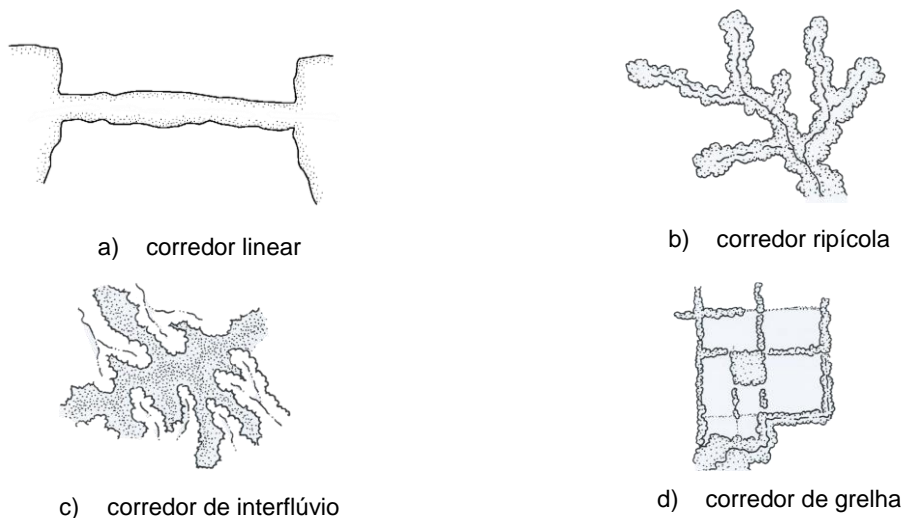 a) corredor linear
b) corredor ripícola
c) corredor de interflúvio
d) corredor de grelha